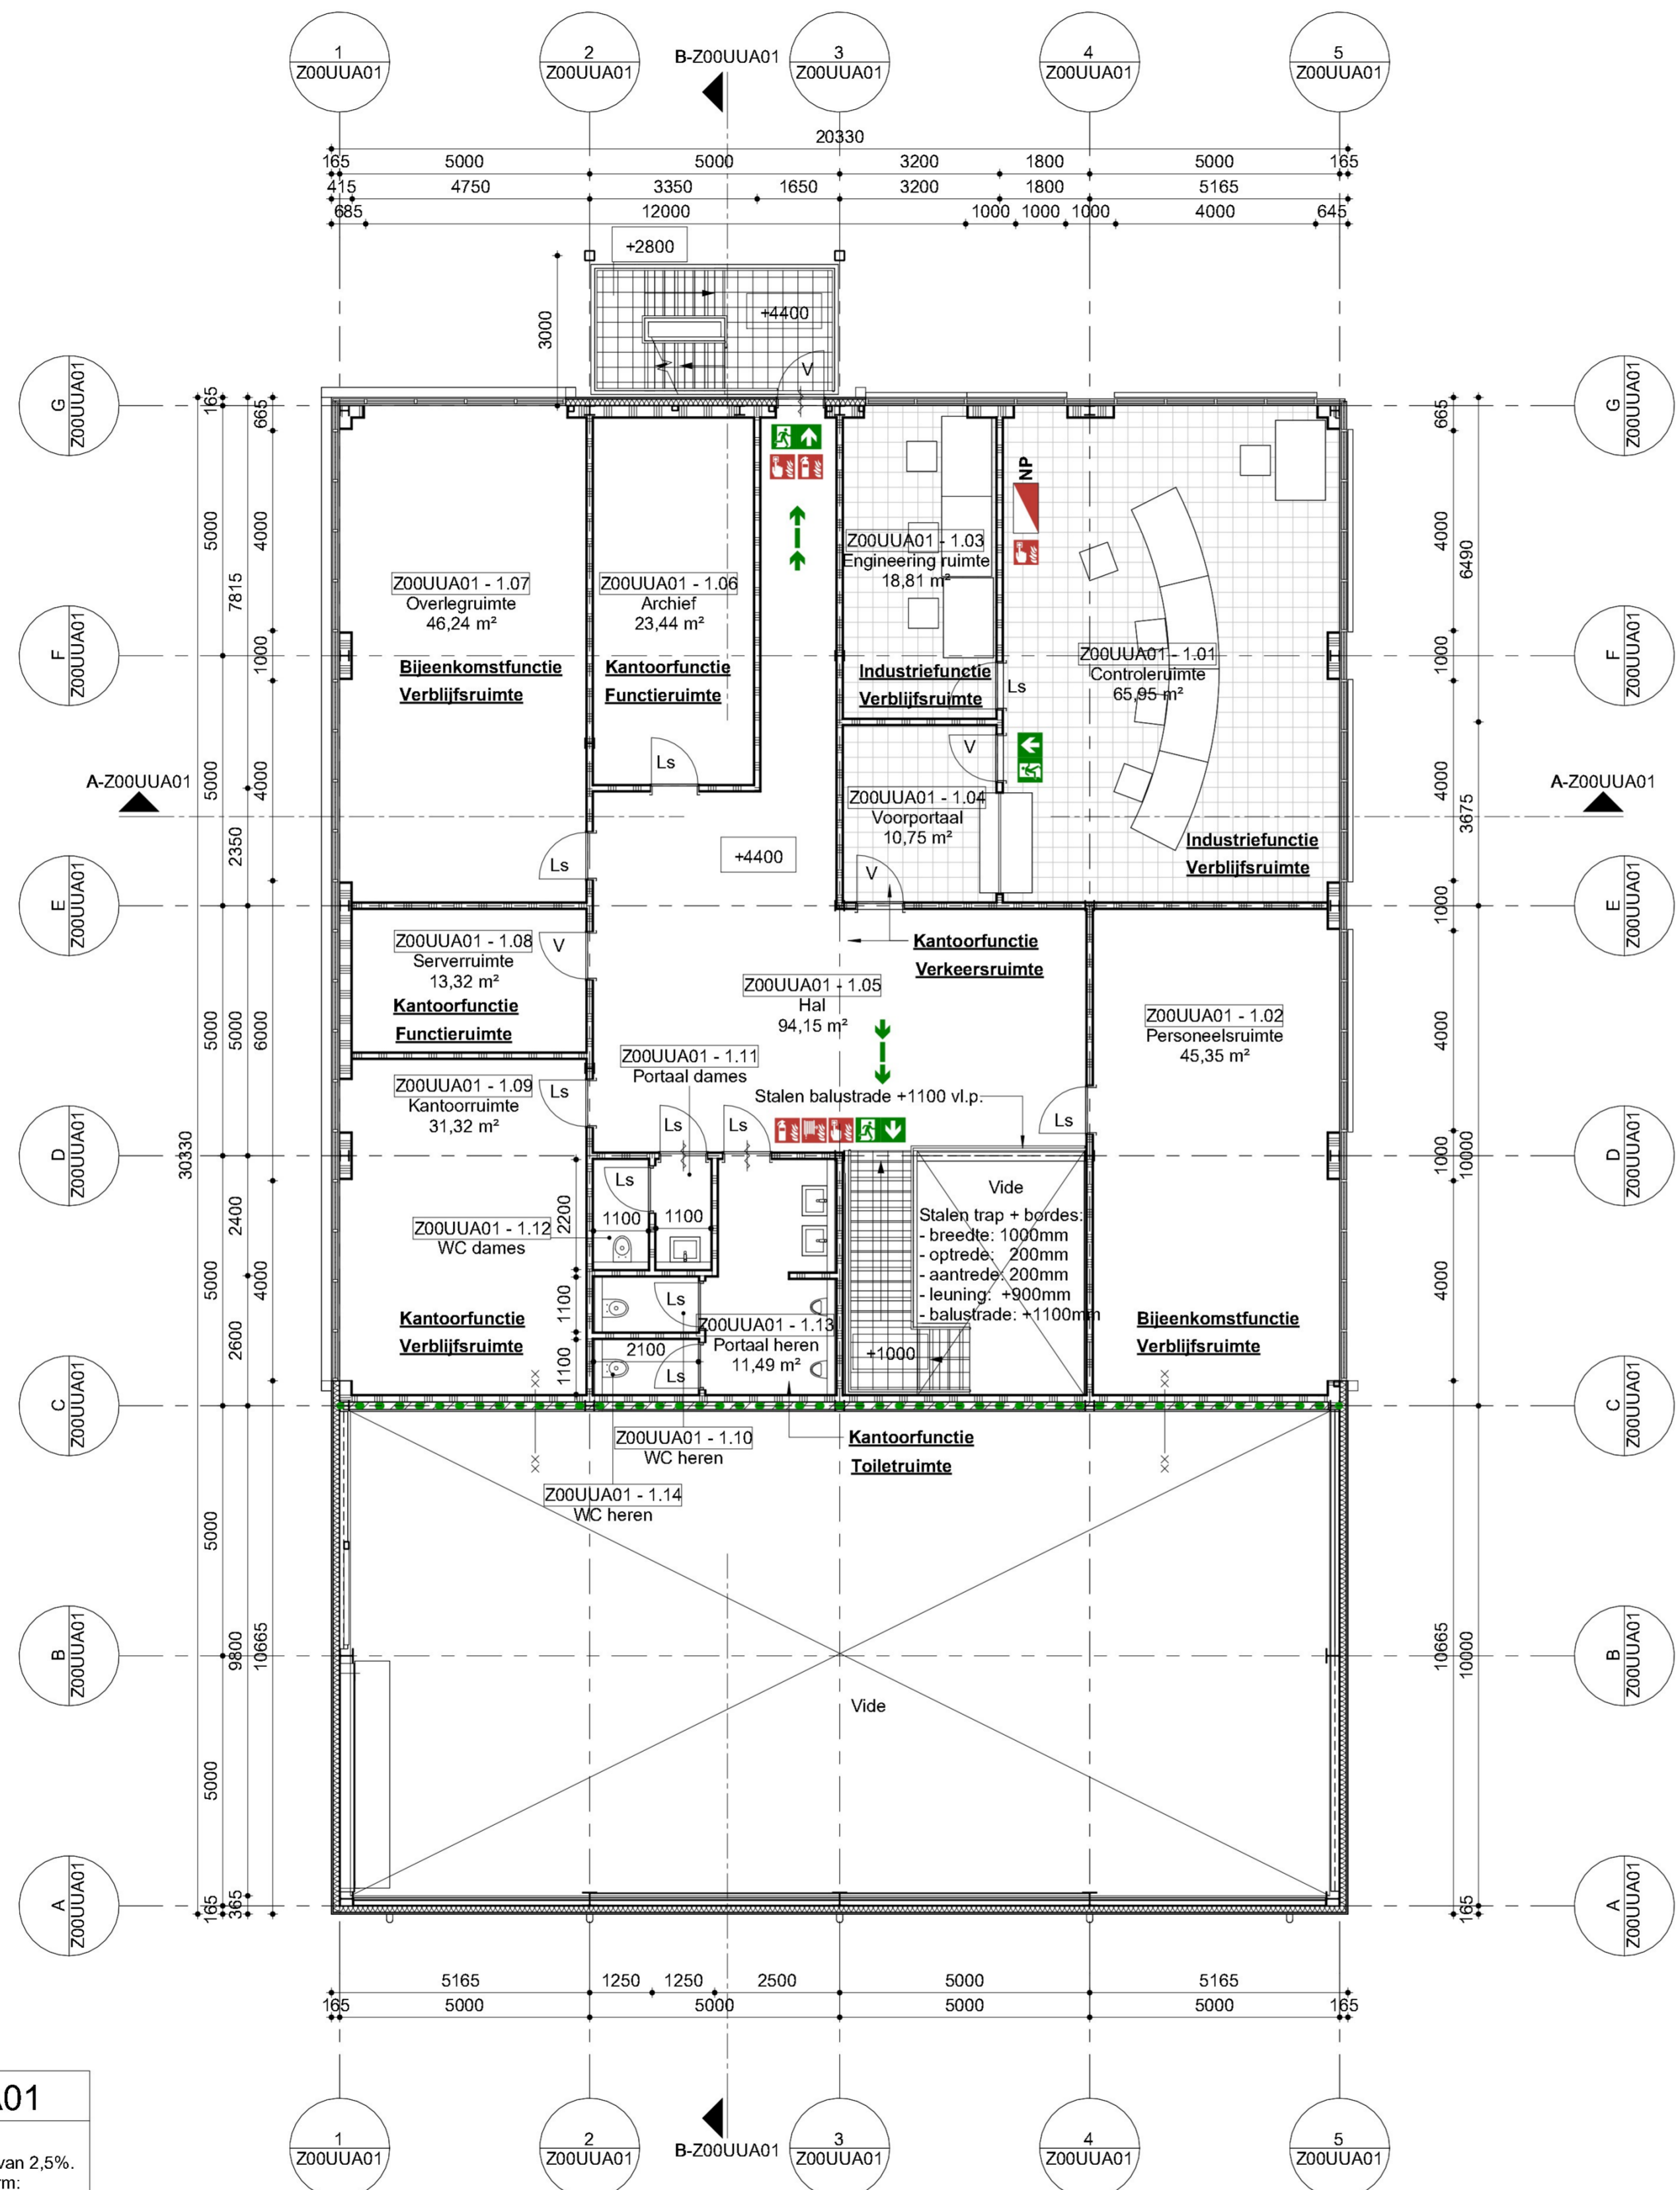 1
Z00UUA01
2
Z00UUA01
B-Z00UUA01
3
Z00UUA01
4
Z00UUA01
5
Z00UUA01
20330
165 5000 5000 3200 1800 5000 165
415 4750 3350 1650 3200 1800 5165
685 12000 1000 1000 1000 4000 645
+2800
+4400
3000
V
G
Z00UUA01
165
665
665
G
Z00UUA01
NP
5000
4000
7815
4000
6490
Z00UUA01 - 1.03
Engineering ruimte
18,81 m²
Z00UUA01 - 1.07
Overlegruimte
46,24 m²
Bijeenkomstfunctie
Verblijfsruimte
Z00UUA01 - 1.06
Archief
23,44 m²
Kantoorfunctie
Functieruimte
Industriefunctie
Verblijfsruimte
Ls
Z00UUA01 - 1.01
Controleruimte
65,95 m²
F
Z00UUA01
1000
1000
F
Z00UUA01
Ls
V
A-Z00UUA01
5000
4000
4000
3675
A-Z00UUA01
Z00UUA01 - 1.04
Voorportaal
10,75 m²
2350
+4400
Ls
V
Industriefunctie
Verblijfsruimte
E
Z00UUA01
1000
E
Z00UUA01
Z00UUA01 - 1.08
Serverruimte
13,32 m²
Kantoorfunctie
Functieruimte
V
Kantoorfunctie
Verkeersruimte
Z00UUA01 - 1.05
Hal
94,15 m²
Z00UUA01 - 1.02
Personeelsruimte
45,35 m²
5000
5000
6000
4000
Z00UUA01 - 1.11
Portaal dames
Z00UUA01 - 1.09
Kantoorruimte
31,32 m²
Ls
Stalen balustrade +1100 vl.p.
Ls
Ls
Ls
D
Z00UUA01
30330
1000
10000
D
Z00UUA01
Ls
Vide
2400
2200
1100
1100
Stalen trap + bordes:
- breedte: 1000mm
- optrede: 200mm
- aantrede: 200mm
- leuning: +900mm
- balustrade: +1100mm
Z00UUA01 - 1.12
WC dames
5000
4000
4000
1100
Ls
Kantoorfunctie
Verblijfsruimte
Z00UUA01 - 1.13
Portaal heren
11,49 m²
Bijeenkomstfunctie
Verblijfsruimte
2600
1100
2100
Ls
+1000
C
Z00UUA01
C
Z00UUA01
Z00UUA01 - 1.10
WC heren
Kantoorfunctie
Toiletruimte
Z00UUA01 - 1.14
WC heren
5000
B
Z00UUA01
9800
10665
10665
10000
B
Z00UUA01
Vide
5000
A
Z00UUA01
165
365
165
A
Z00UUA01
5165 1250 1250 2500 5000 5165
165 5000 5000 5000 5000 165
A01
van 2,5%.
rm:
1
Z00UUA01
2
Z00UUA01
B-Z00UUA01
3
Z00UUA01
4
Z00UUA01
5
Z00UUA01